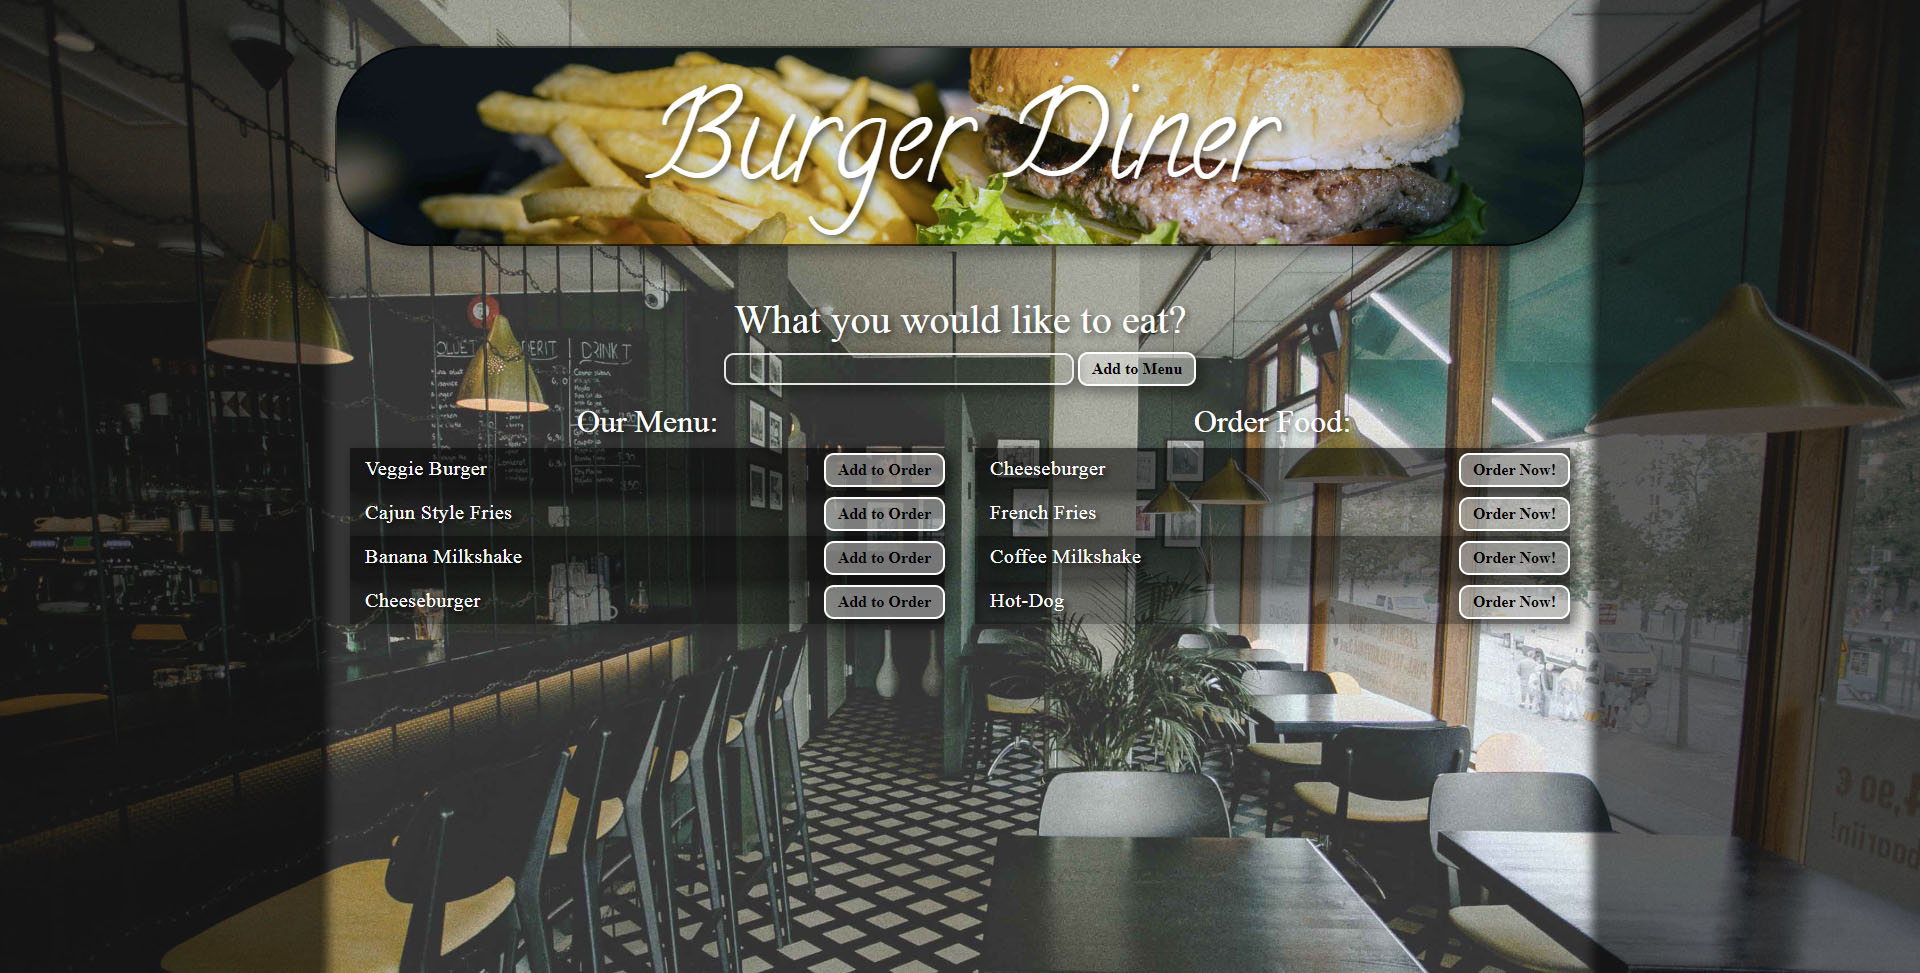 Burger Diner
What you would like to eat?
Add to Menu
Our Menu:
Veggie Burger Add to Order
Cajun Style Fries Add to Order
Banana Milkshake Add to Order
Cheeseburger Add to Order
Order Food:
Cheeseburger Order Now!
French Fries Order Now!
Coffee Milkshake Order Now!
Hot-Dog Order Now!
DRINKT